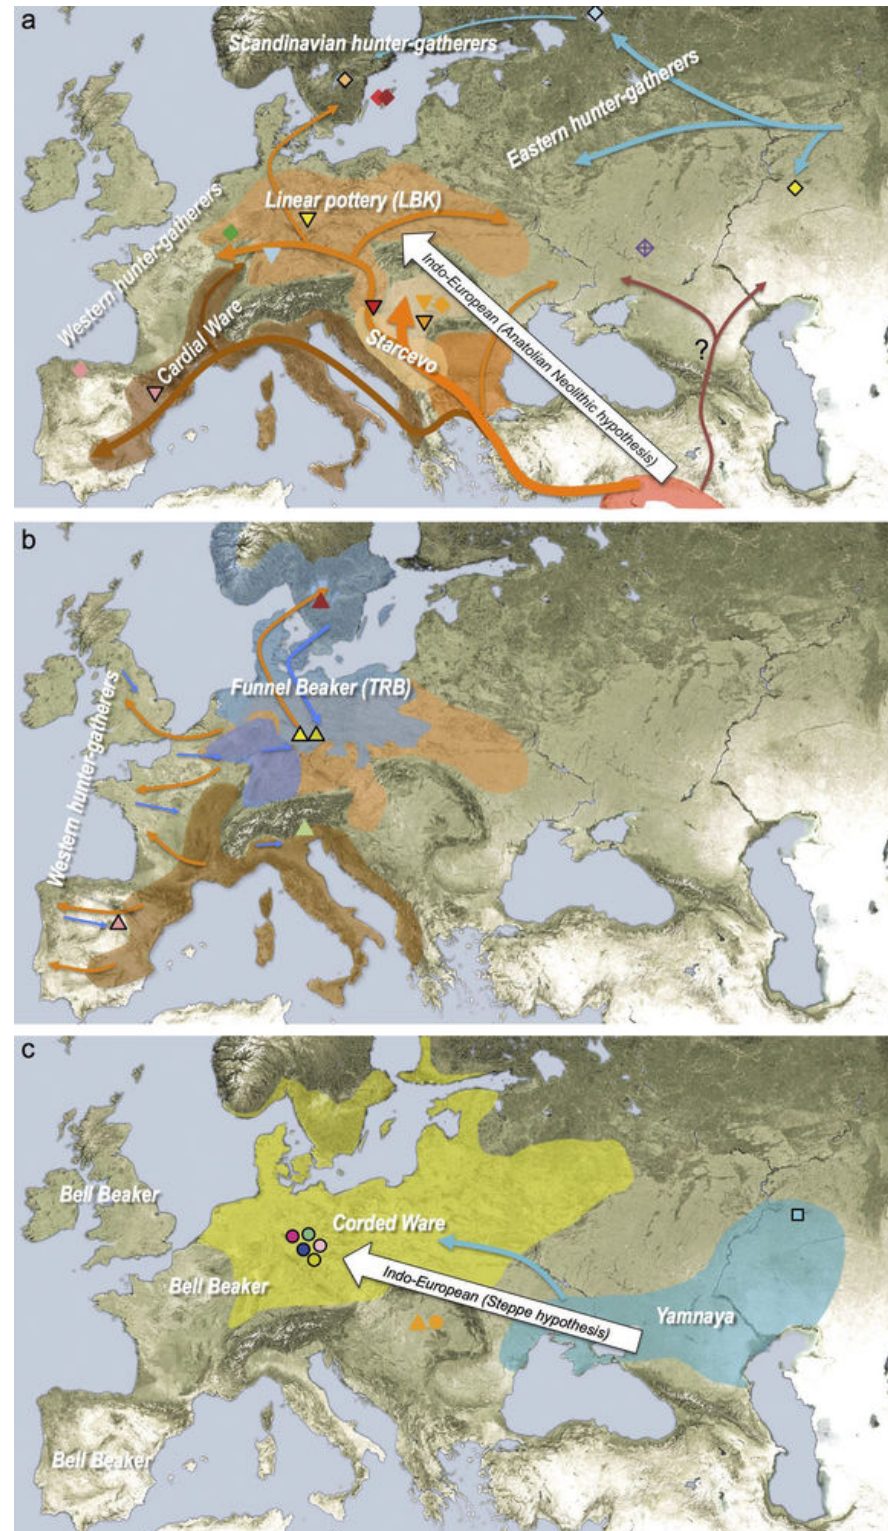 a
Scandinavian hunter-gatherers
Eastern hunter-gatherers
Linear pottery (LBK)
Western hunter-gatherers
Indo-European (Anatolian Neolithic hypothesis)
Cardial Ware
Starcevo
?
b
Funnel Beaker (TRB)
Western hunter-gatherers
c
Bell Beaker
Corded Ware
Bell Beaker
Indo-European (Steppe hypothesis)
Yamnaya
Bell Beaker